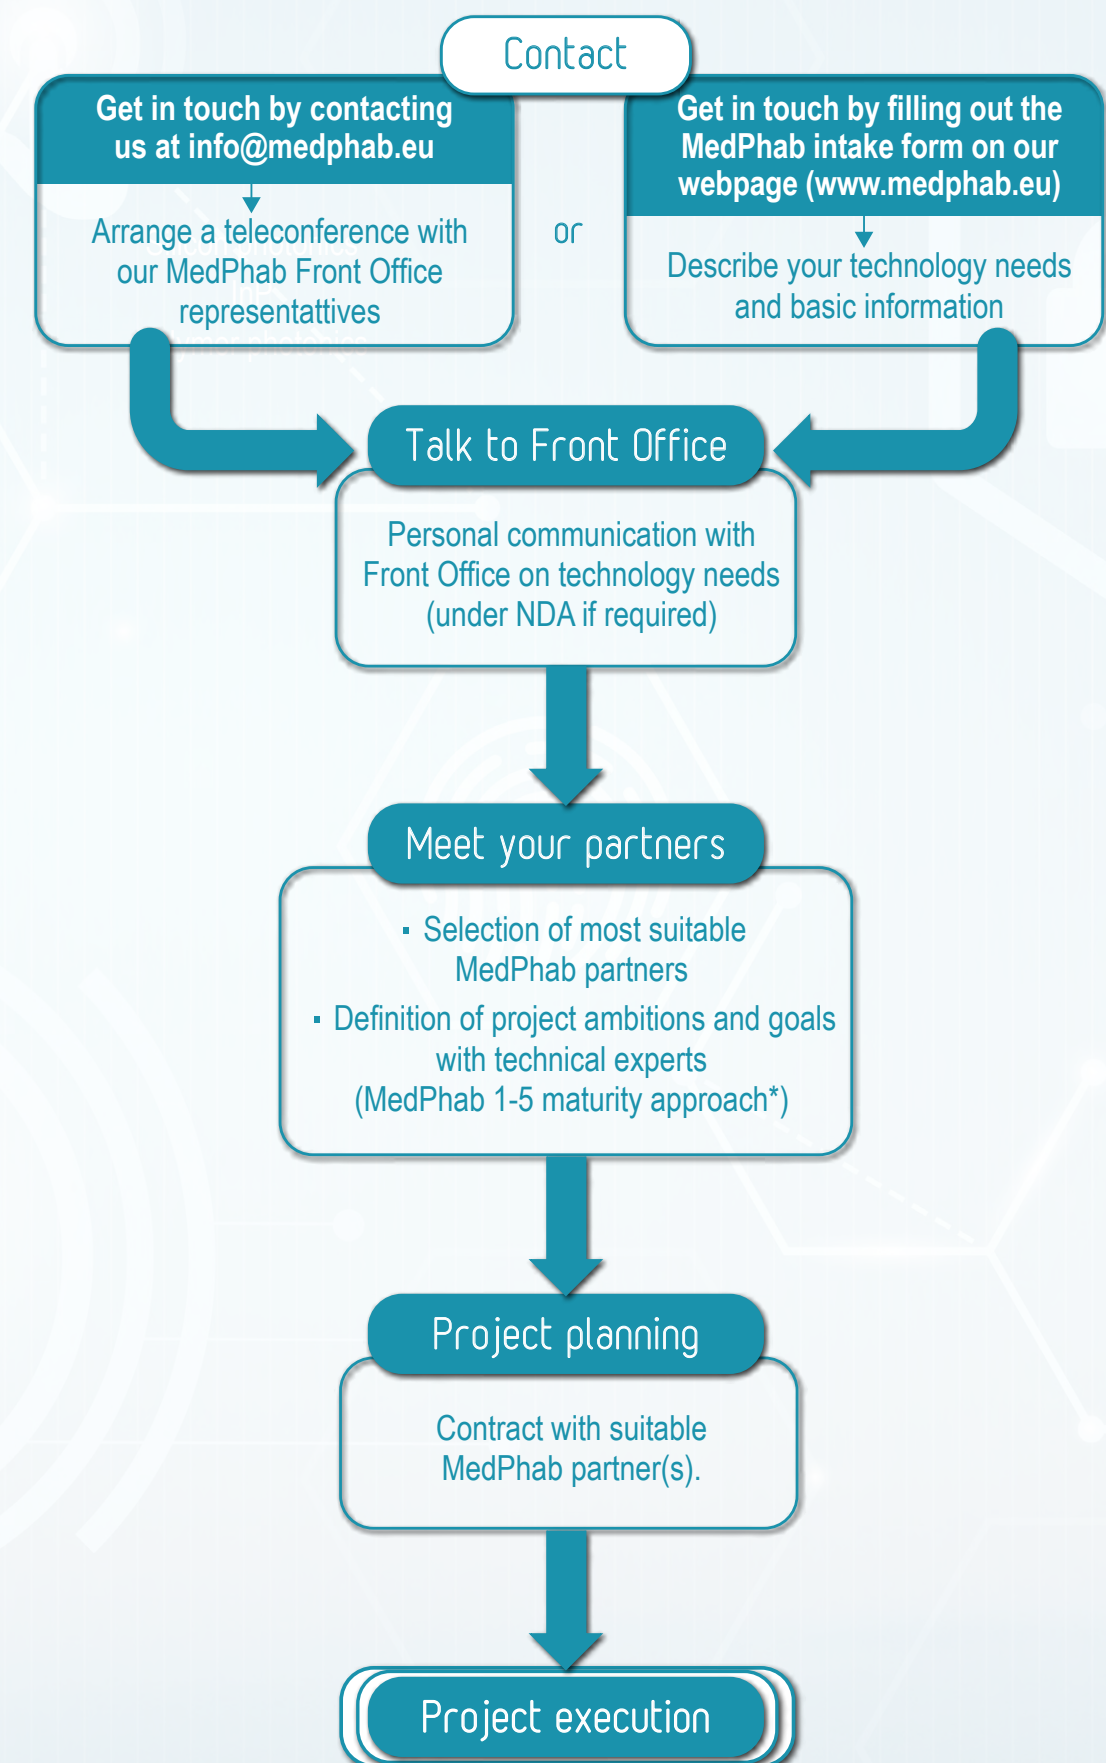 Contact
Get in touch by contacting
us at info@medphab.eu
Arrange a teleconference with
our MedPhab Front Office
representattives
or
Get in touch by filling out the
MedPhab intake form on our
webpage (www.medphab.eu)
Describe your technology needs
and basic information
Talk to Front Office
Personal communication with
Front Office on technology needs
(under NDA if required)
Meet your partners
▪ Selection of most suitable
MedPhab partners
▪ Definition of project ambitions and goals
with technical experts
(MedPhab 1-5 maturity approach*)
Project planning
Contract with suitable
MedPhab partner(s).
Project execution